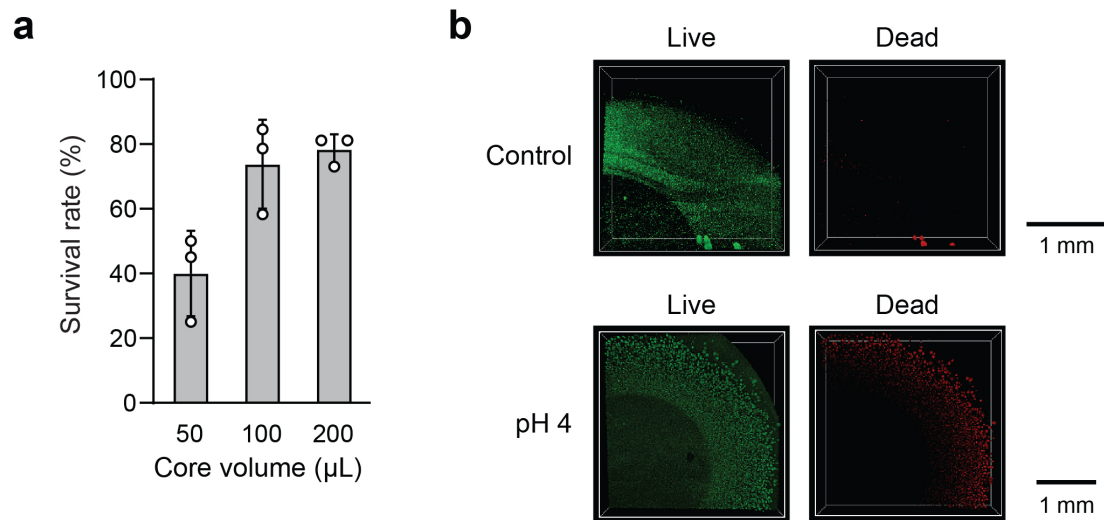 a
Survival rate (%)
100
80
60
40
20
0
50 100 200
Core volume (µL)
b
Live Dead
Control
1 mm
Live Dead
pH 4
1 mm